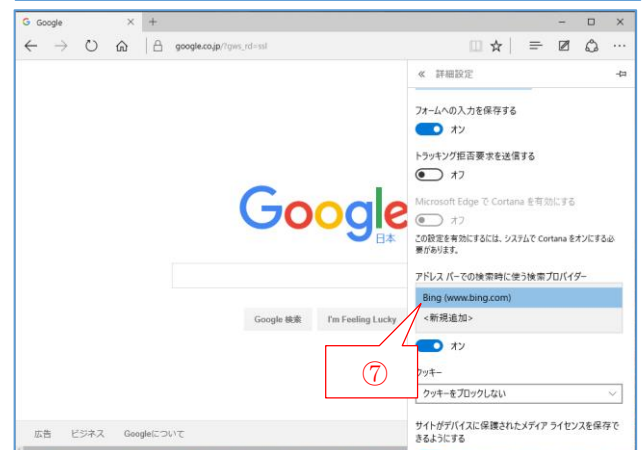 Google
google.co.jp/?gws_rd=ssl
« 詳細設定
フォームへの入力を保存する
オン
トラッキング拒否要求を送信する
オフ
Microsoft Edge で Cortana を有効にする
オフ
この設定を有効にするには、システムで Cortana をオンにする必
要があります。
アドレス バーでの検索時に使う検索プロバイダー
Bing (www.bing.com)
<新規追加>
オン
クッキー
クッキーをブロックしない
サイトがデバイスに保護されたメディア ライセンスを保存で
きるようにする
Google
日本
Google 検索 I'm Feeling Lucky
⑦
広告 ビジネス Googleについて